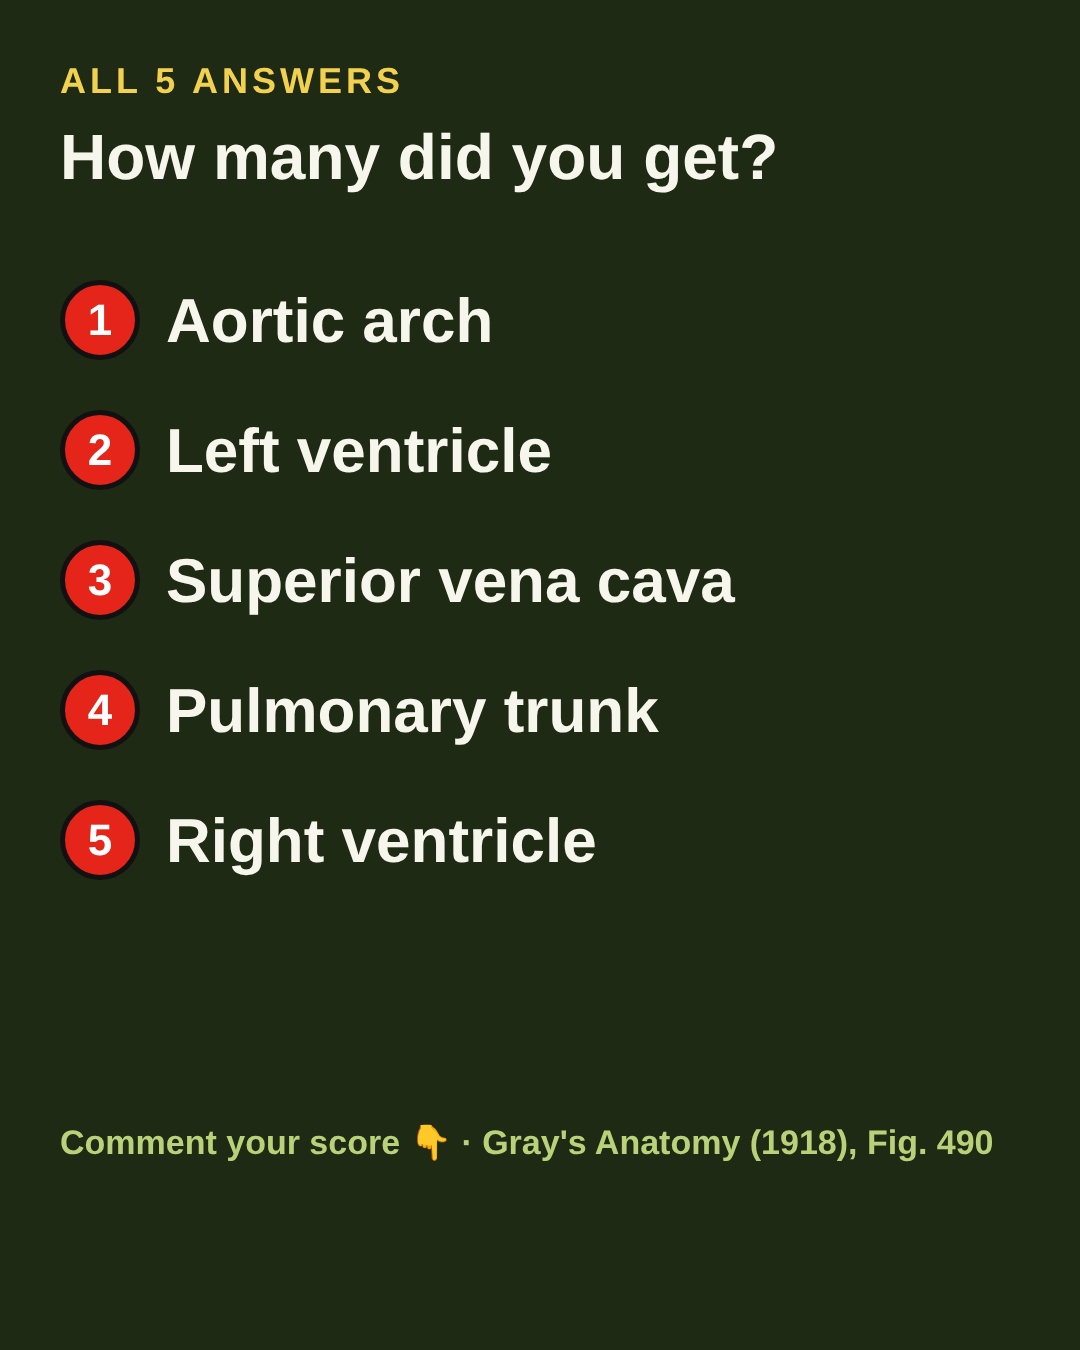 ALL 5 ANSWERS
How many did you get?
1 Aortic arch
2 Left ventricle
3 Superior vena cava
4 Pulmonary trunk
5 Right ventricle
Comment your score 👇 · Gray's Anatomy (1918), Fig. 490